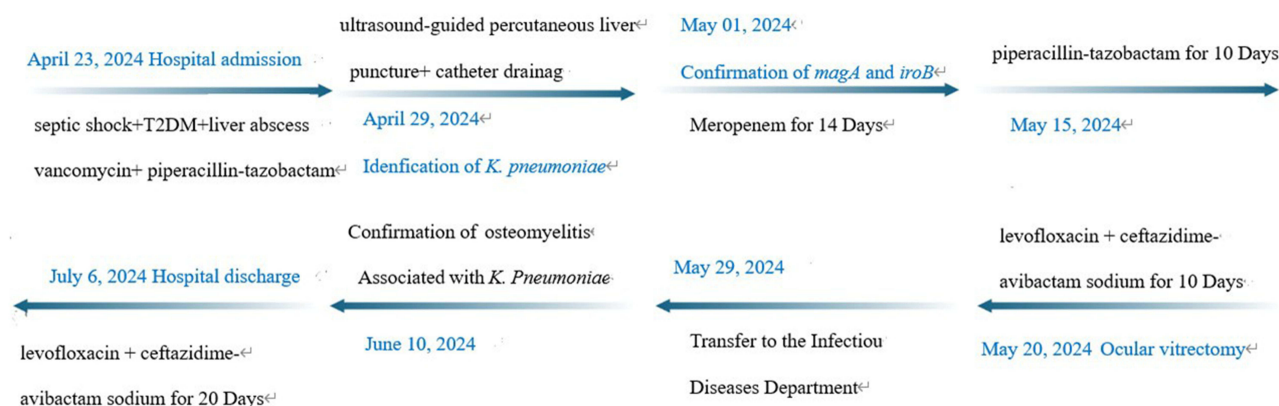 April 23, 2024 Hospital admission
septic shock+T2DM+liver abscess
vancomycin+ piperacillin-tazobactam↵
ultrasound-guided percutaneous liver↵
puncture+ catheter drainag
April 29, 2024↵
Idenfication of K. pneumoniae↵
May 01, 2024
Confirmation of magA and iroB↵
Meropenem for 14 Days↵
piperacillin-tazobactam for 10 Days
May 15, 2024↵
levofloxacin + ceftazidime-
avibactam sodium for 10 Days
May 20, 2024 Ocular vitrectomy↵
May 29, 2024
Transfer to the Infectiou
Diseases Department↵
Confirmation of osteomyelitis
Associated with K. Pneumoniae
June 10, 2024
July 6, 2024 Hospital discharge
levofloxacin + ceftazidime-↵
avibactam sodium for 20 Days↵